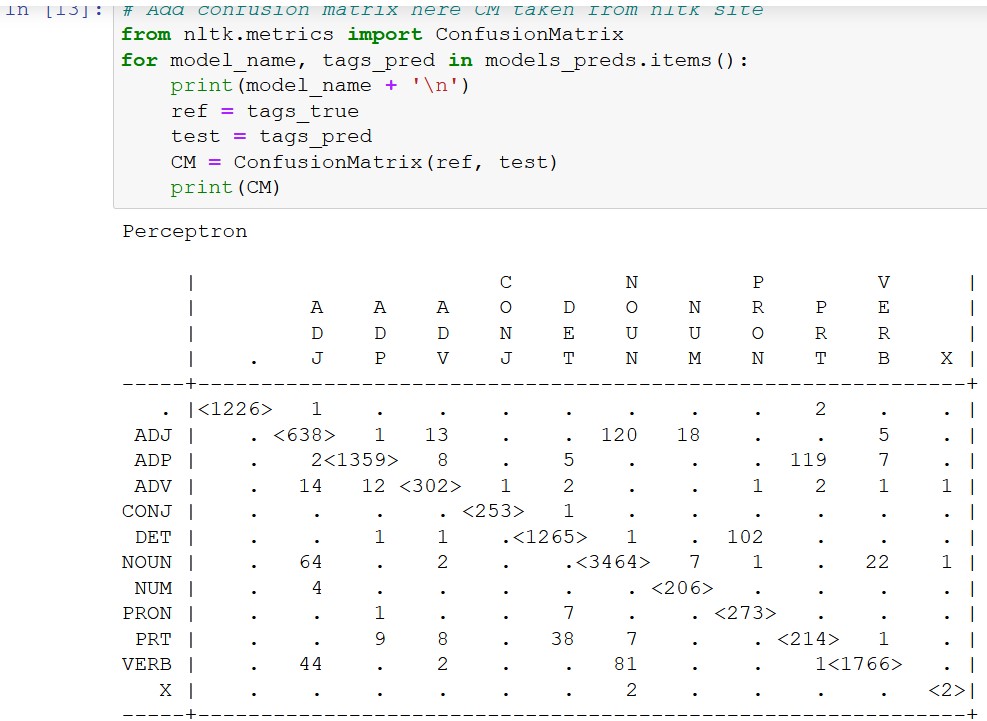 In [13]: # Add confusion matrix here CM taken from nltk site
from nltk.metrics import ConfusionMatrix
for model_name, tags_pred in models_preds.items():
    print(model_name + '\n')
    ref = tags_true
    test = tags_pred
    CM = ConfusionMatrix(ref, test)
    print(CM)
Perceptron
     |                         C         N         P         V      |
     |         A    A    A    O    D    O    N    R    P    E      |
     |         D    D    D    N    E    U    U    O    R    R      |
     |    .    J    P    V    J    T    N    M    N    T    B    X |
-----+-------------------------------------------------------------+
   . |<1226>   1    .    .    .    .    .    .    .    2    .    . |
 ADJ |    . <638>   1   13    .    .  120   18    .    .    5    . |
 ADP |    .    2<1359>   8    .    5    .    .    .  119    7    . |
 ADV |    .   14   12 <302>   1    2    .    .    1    2    1    1 |
CONJ |    .    .    .    . <253>   1    .    .    .    .    .    . |
 DET |    .    .    1    1    .<1265>   1    .  102    .    .    . |
NOUN |    .   64    .    2    .    .<3464>   7    1    .   22    1 |
 NUM |    .    4    .    .    .    .    . <206>   .    .    .    . |
PRON |    .    .    1    .    .    7    .    . <273>   .    .    . |
 PRT |    .    .    9    8    .   38    7    .    . <214>   1    . |
VERB |    .   44    .    2    .    .   81    .    .    1<1766>   . |
   X |    .    .    .    .    .    .    2    .    .    .    .   <2>|
-----+-------------------------------------------------------------+